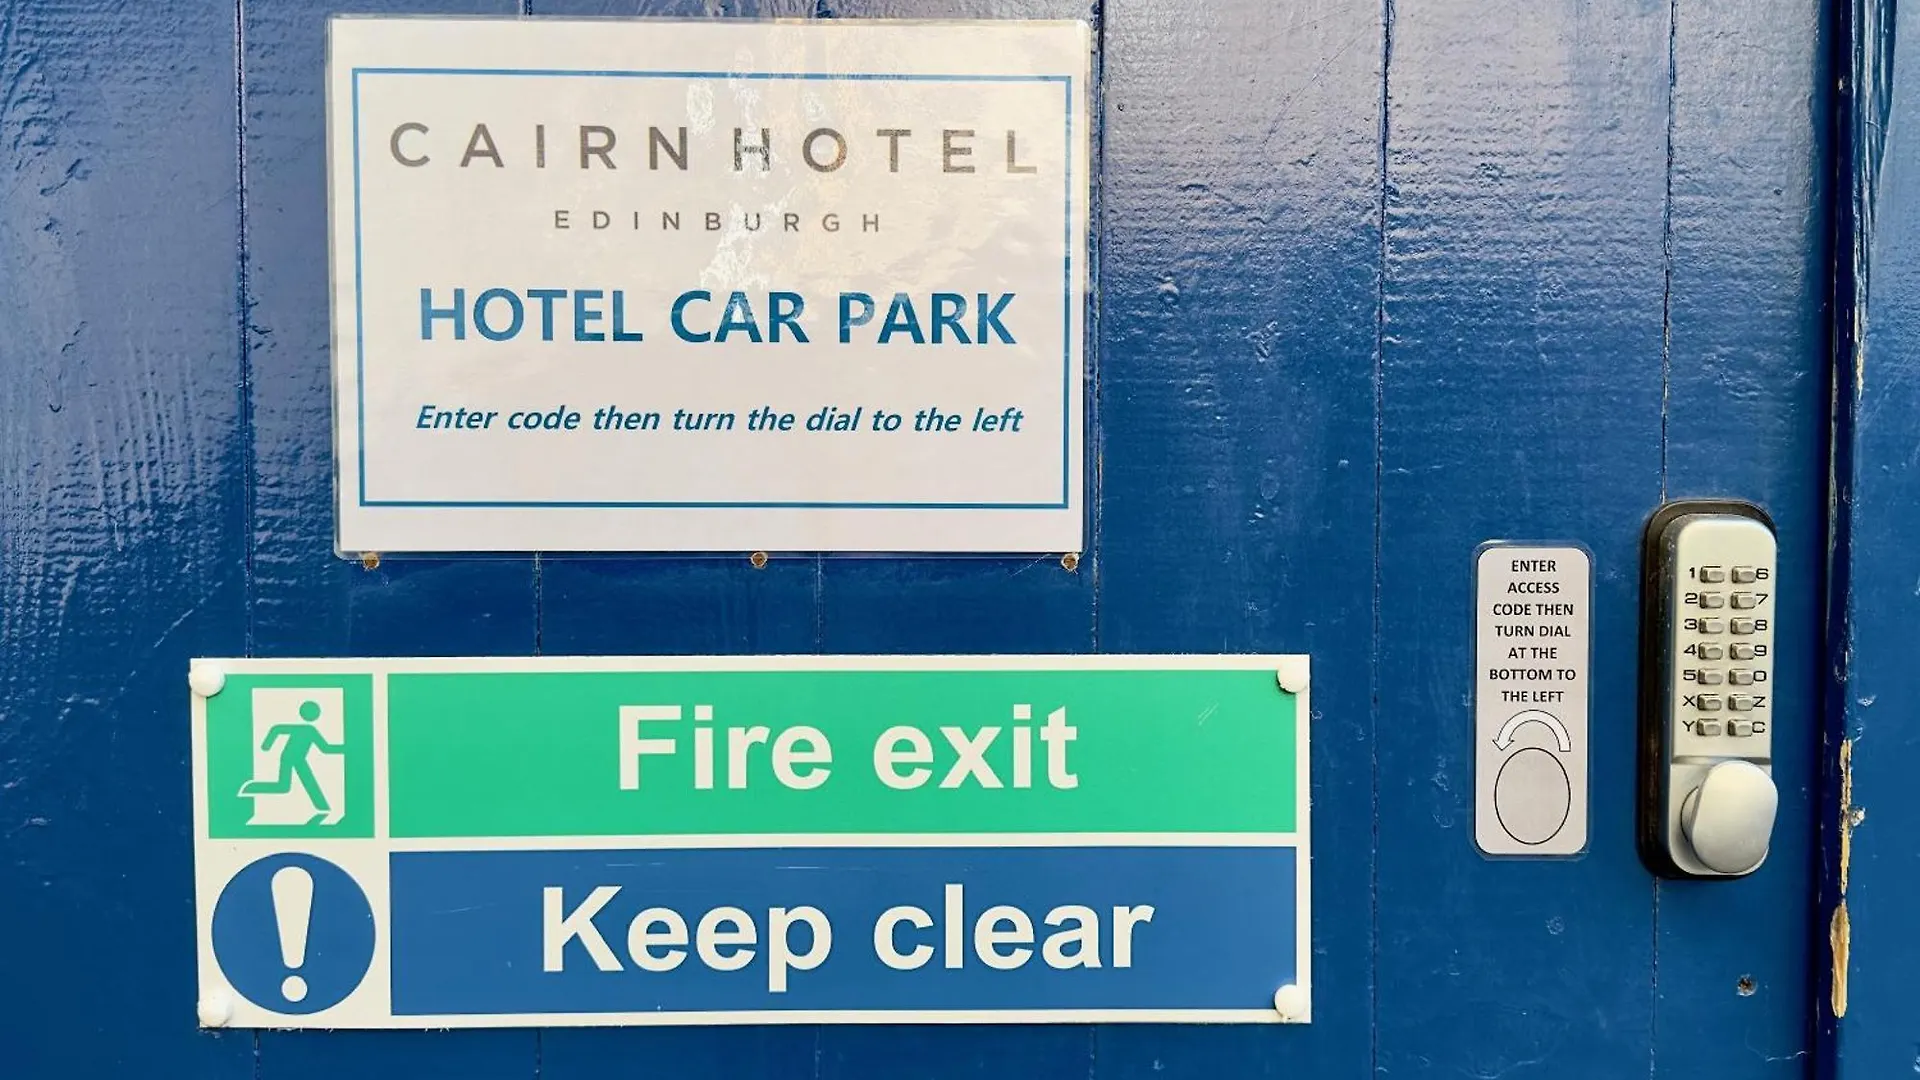 CAIRN HOTEL
EDINBURGH
HOTEL CAR PARK
Enter code then turn the dial to the left
Fire exit
Keep clear
ENTER
ACCESS
CODE THEN
TURN DIAL
AT THE
BOTTOM TO
THE LEFT
1 6
2 7
3 8
4 9
5 0
X Z
Y C